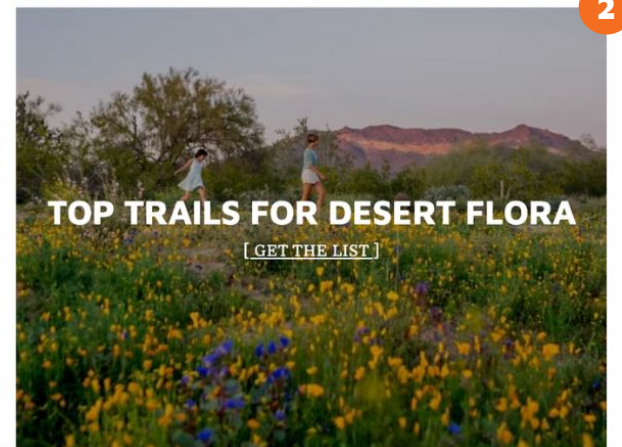 2
TOP TRAILS FOR DESERT FLORA
[ GET THE LIST ]